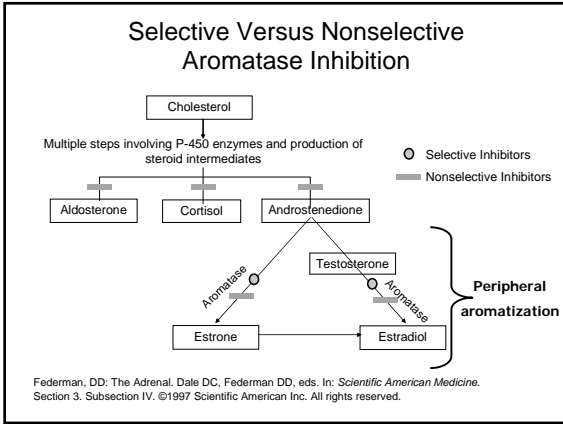 Selective Versus Nonselective
Aromatase Inhibition
Cholesterol
Multiple steps involving P-450 enzymes and production of
steroid intermediates
Selective Inhibitors
Nonselective Inhibitors
Aldosterone
Cortisol
Androstenedione
Testosterone
Aromatase
Aromatase
Peripheral
aromatization
Estrone
Estradiol
Federman, DD: The Adrenal. Dale DC, Federman DD, eds. In: Scientific American Medicine.
Section 3. Subsection IV. ©1997 Scientific American Inc. All rights reserved.